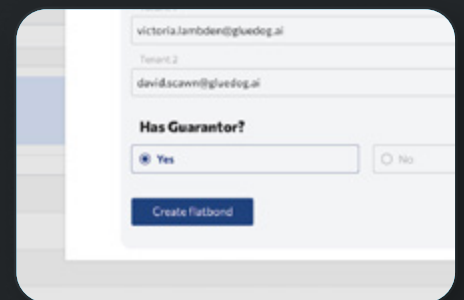 victoria.lambden@gluedog.ai
Tenant 2
david.scawn@gluedog.ai
Has Guarantor?
Yes
No
Create flatbond